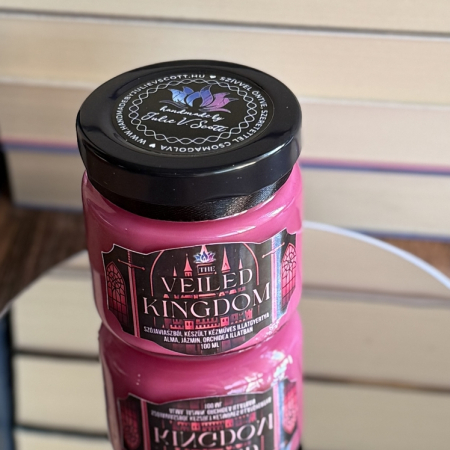 WWW.HANDMADEBYJULIEVSCOTT.HU ♥ SZÍVVEL ÖNTVE, SZERETETTEL CSOMAGOLVA ♥
handmade by
Julie V. Scott
THE
VEILED
KINGDOM
SZÓJAVIASZBÓL KÉSZÜLT KÉZMŰVES ILLATGYERTYA
ALMA, JÁZMIN, ORCHIDEA ILLATBAN
100 ML